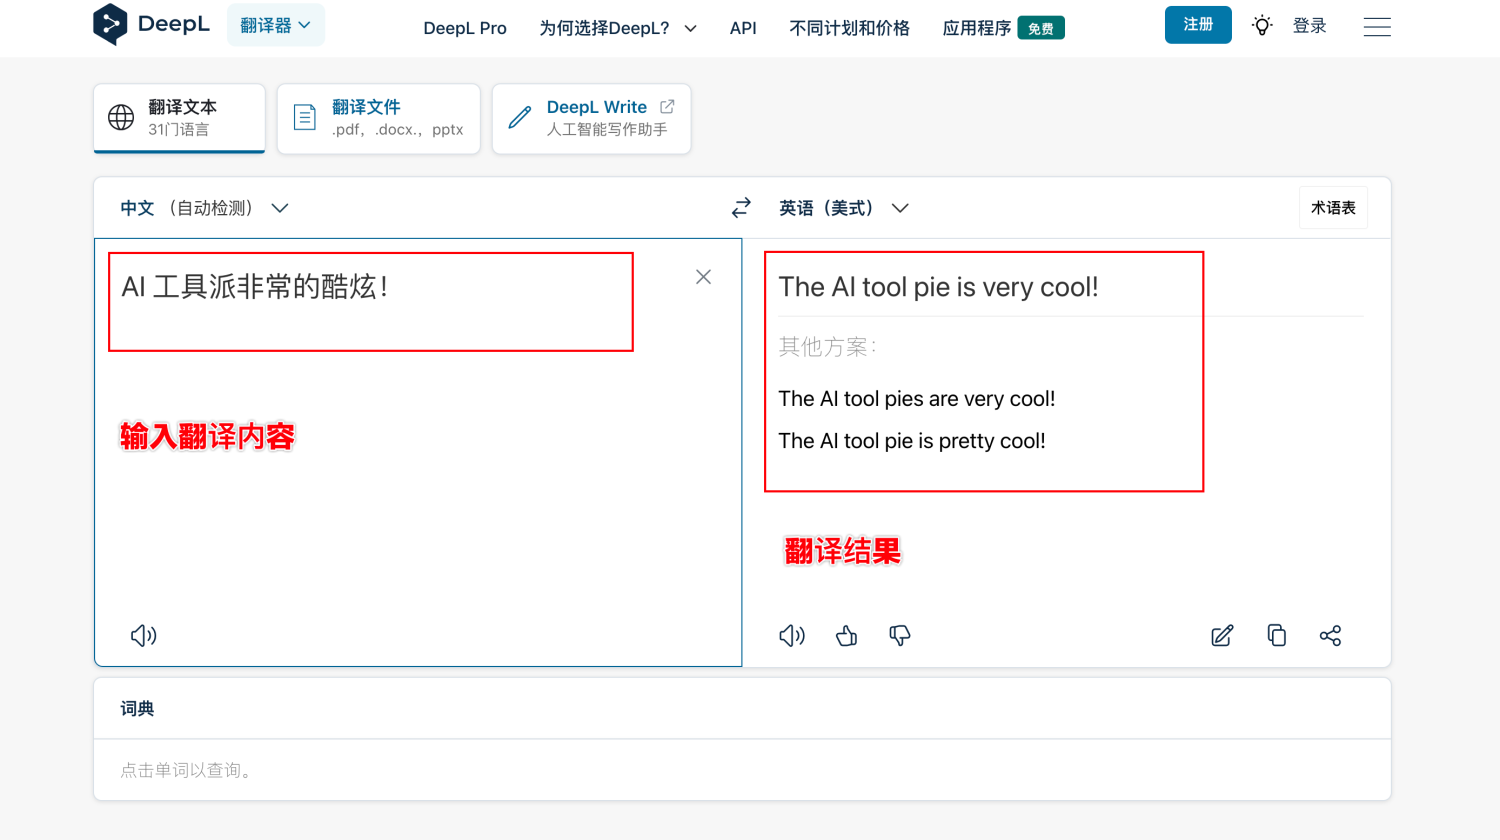 DeepL 翻译器 DeepL Pro 为何选择DeepL? API 不同计划和价格 应用程序 免费 注册 登录
翻译文本
31门语言
翻译文件
.pdf, .docx., pptx
DeepL Write
人工智能写作助手
中文 （自动检测） 英语（美式） 术语表
AI 工具派非常的酷炫！
输入翻译内容
The AI tool pie is very cool!
其他方案：
The AI tool pies are very cool!
The AI tool pie is pretty cool!
翻译结果
词典
点击单词以查询。